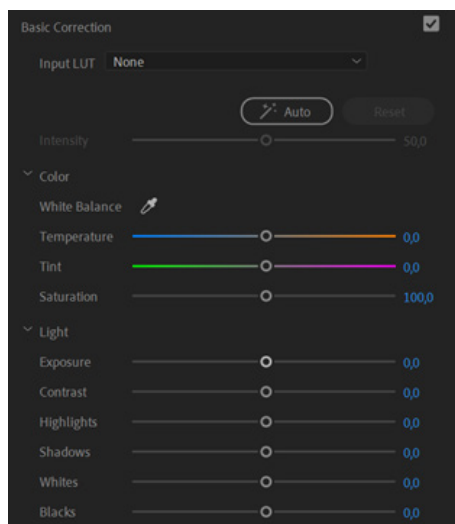 Basic Correction
Input LUT None
Auto Reset
Intensity 50,0
Color
White Balance
Temperature 0,0
Tint 0,0
Saturation 100,0
Light
Exposure 0,0
Contrast 0,0
Highlights 0,0
Shadows 0,0
Whites 0,0
Blacks 0,0